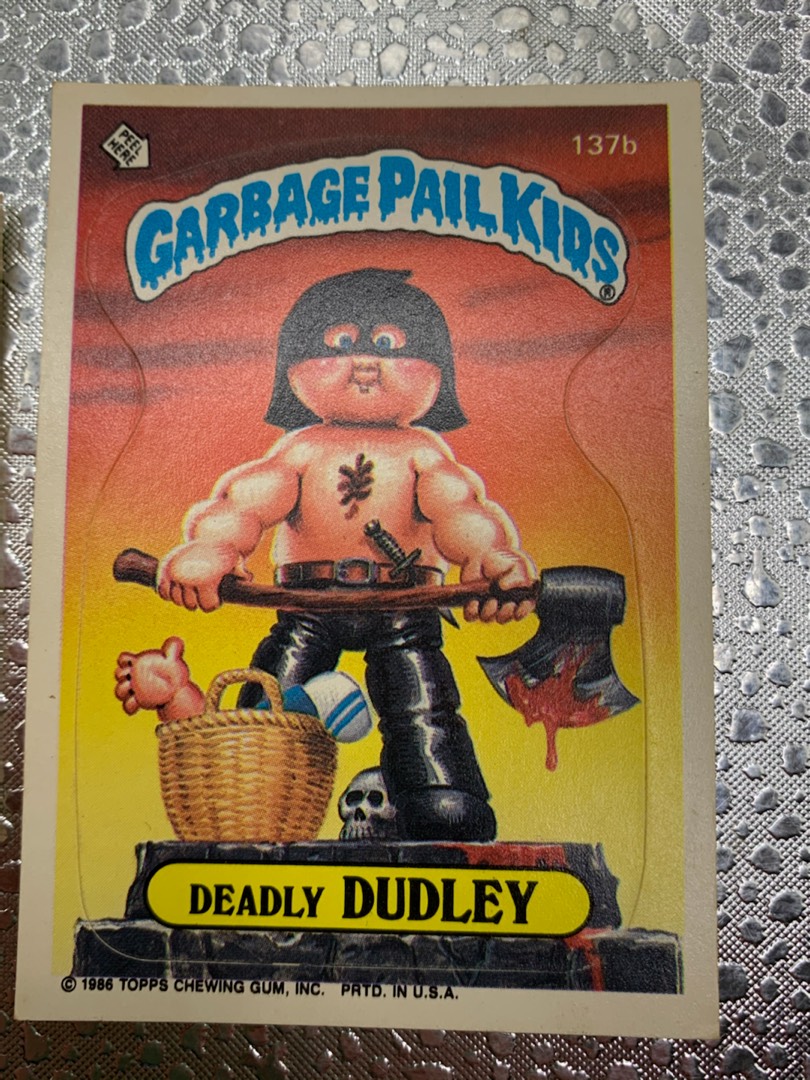 PEEL
HERE
137b
GARBAGE PAIL KIDS®
DEADLY DUDLEY
© 1986 TOPPS CHEWING GUM, INC. PRTD. IN U.S.A.